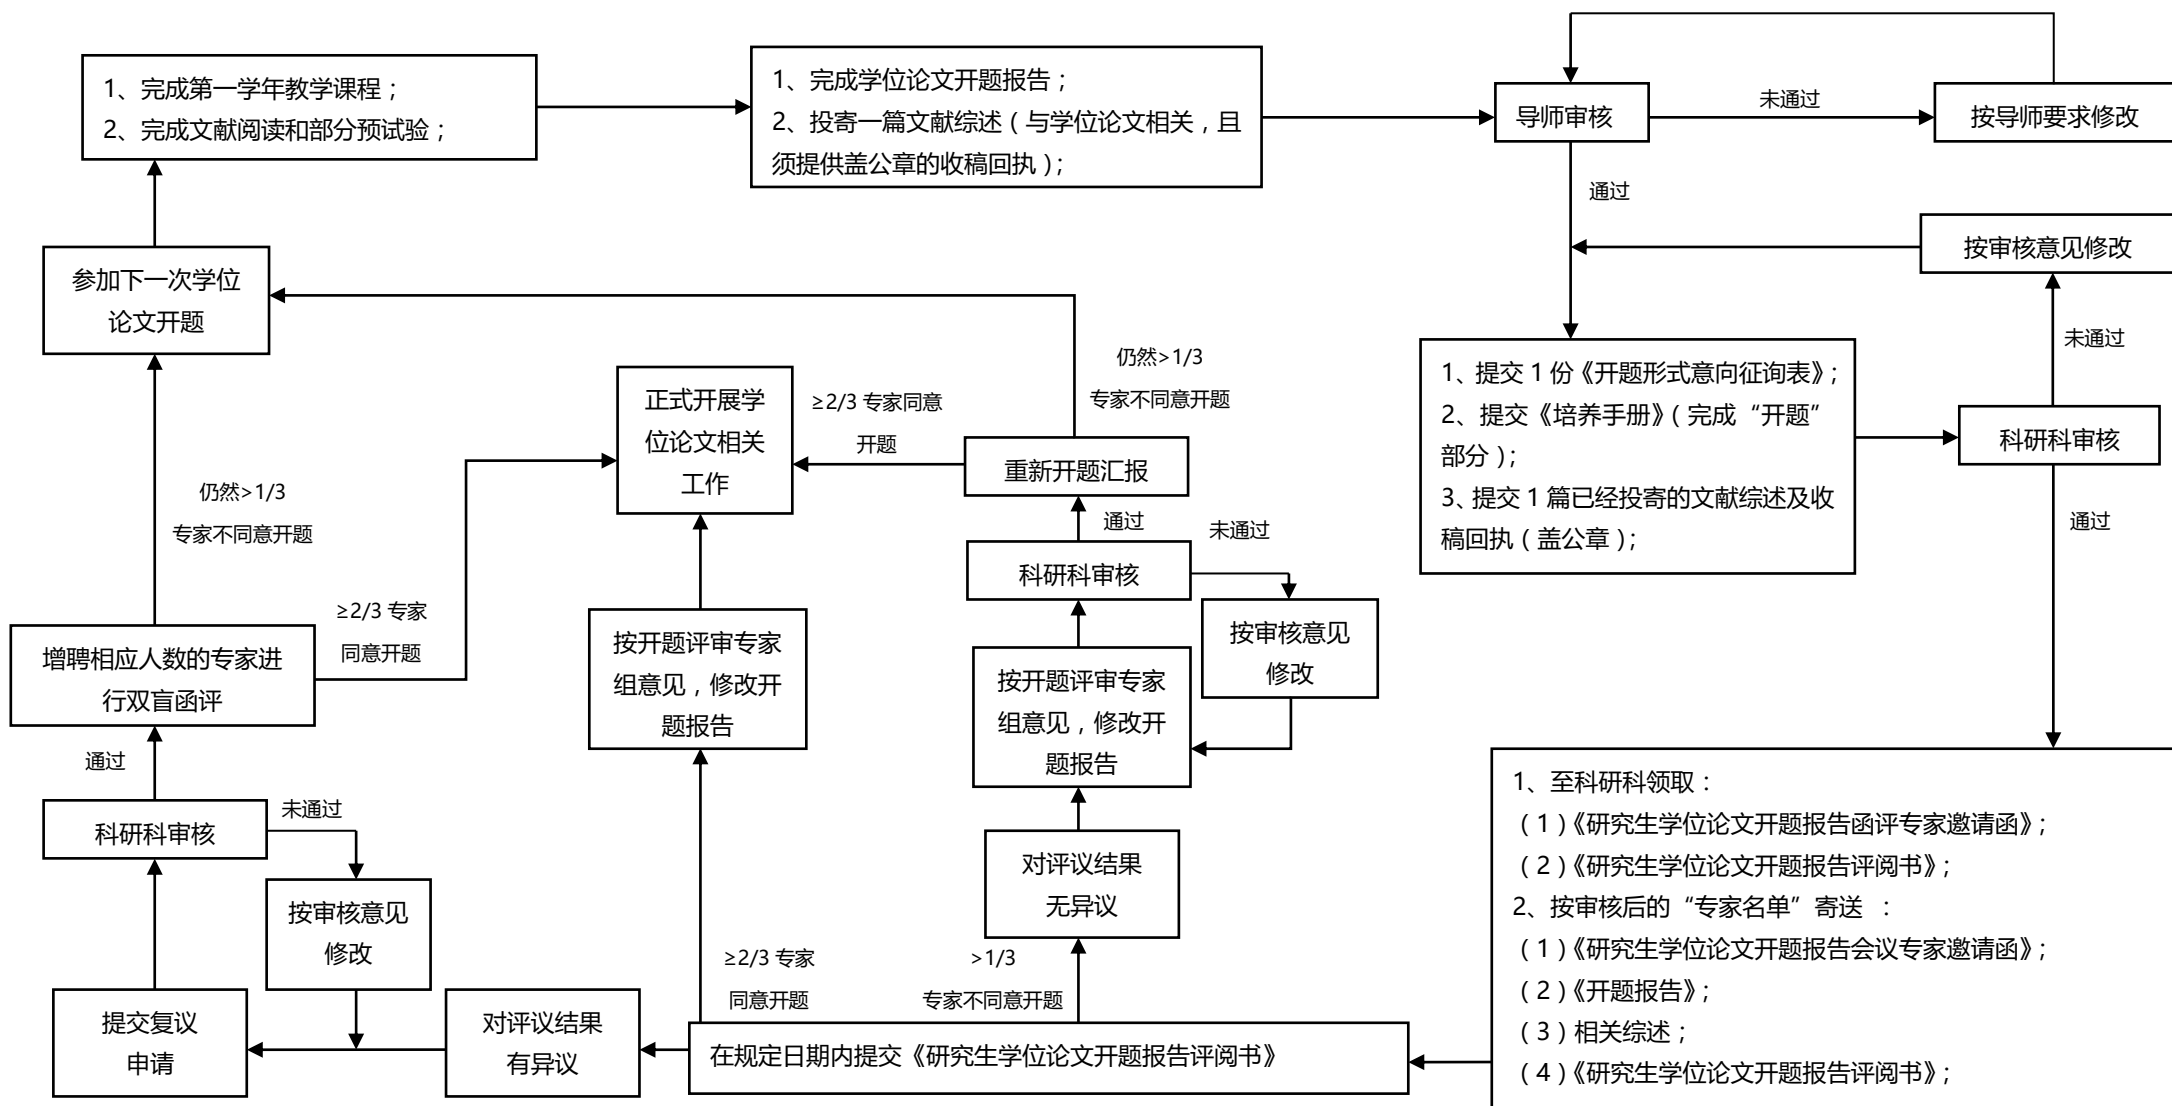 1、完成第一学年教学课程；
2、完成文献阅读和部分预试验；
1、完成学位论文开题报告；
2、投寄一篇文献综述（与学位论文相关，且
须提供盖公章的收稿回执）；
导师审核
未通过
按导师要求修改
通过
按审核意见修改
未通过
1、提交 1 份《开题形式意向征询表》；
2、提交《培养手册》（完成“开题”
部分）；
3、提交 1 篇已经投寄的文献综述及收
稿回执（盖公章）；
科研科审核
通过
参加下一次学位
论文开题
仍然>1/3
专家不同意开题
正式开展学
位论文相关
工作
≥2/3 专家同意
开题
仍然>1/3
专家不同意开题
重新开题汇报
通过
未通过
科研科审核
按审核意见
修改
≥2/3 专家
同意开题
增聘相应人数的专家进
行双盲函评
按开题评审专家
组意见，修改开
题报告
按开题评审专家
组意见，修改开
题报告
通过
科研科审核
未通过
按审核意见
修改
对评议结果
无异议
1、至科研科领取：
（1）《研究生学位论文开题报告函评专家邀请函》；
（2）《研究生学位论文开题报告评阅书》；
2、按审核后的“专家名单”寄送 ：
（1）《研究生学位论文开题报告会议专家邀请函》；
（2）《开题报告》；
（3）相关综述；
（4）《研究生学位论文开题报告评阅书》；
≥2/3 专家
同意开题
>1/3
专家不同意开题
提交复议
申请
对评议结果
有异议
在规定日期内提交《研究生学位论文开题报告评阅书》